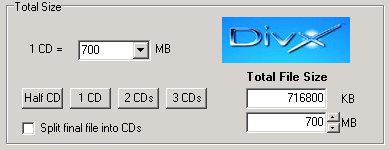 Total Size
1 CD = 700 MB
DivX
Total File Size
Half CD 1 CD 2 CDs 3 CDs 716800 KB
700 MB
Split final file into CDs